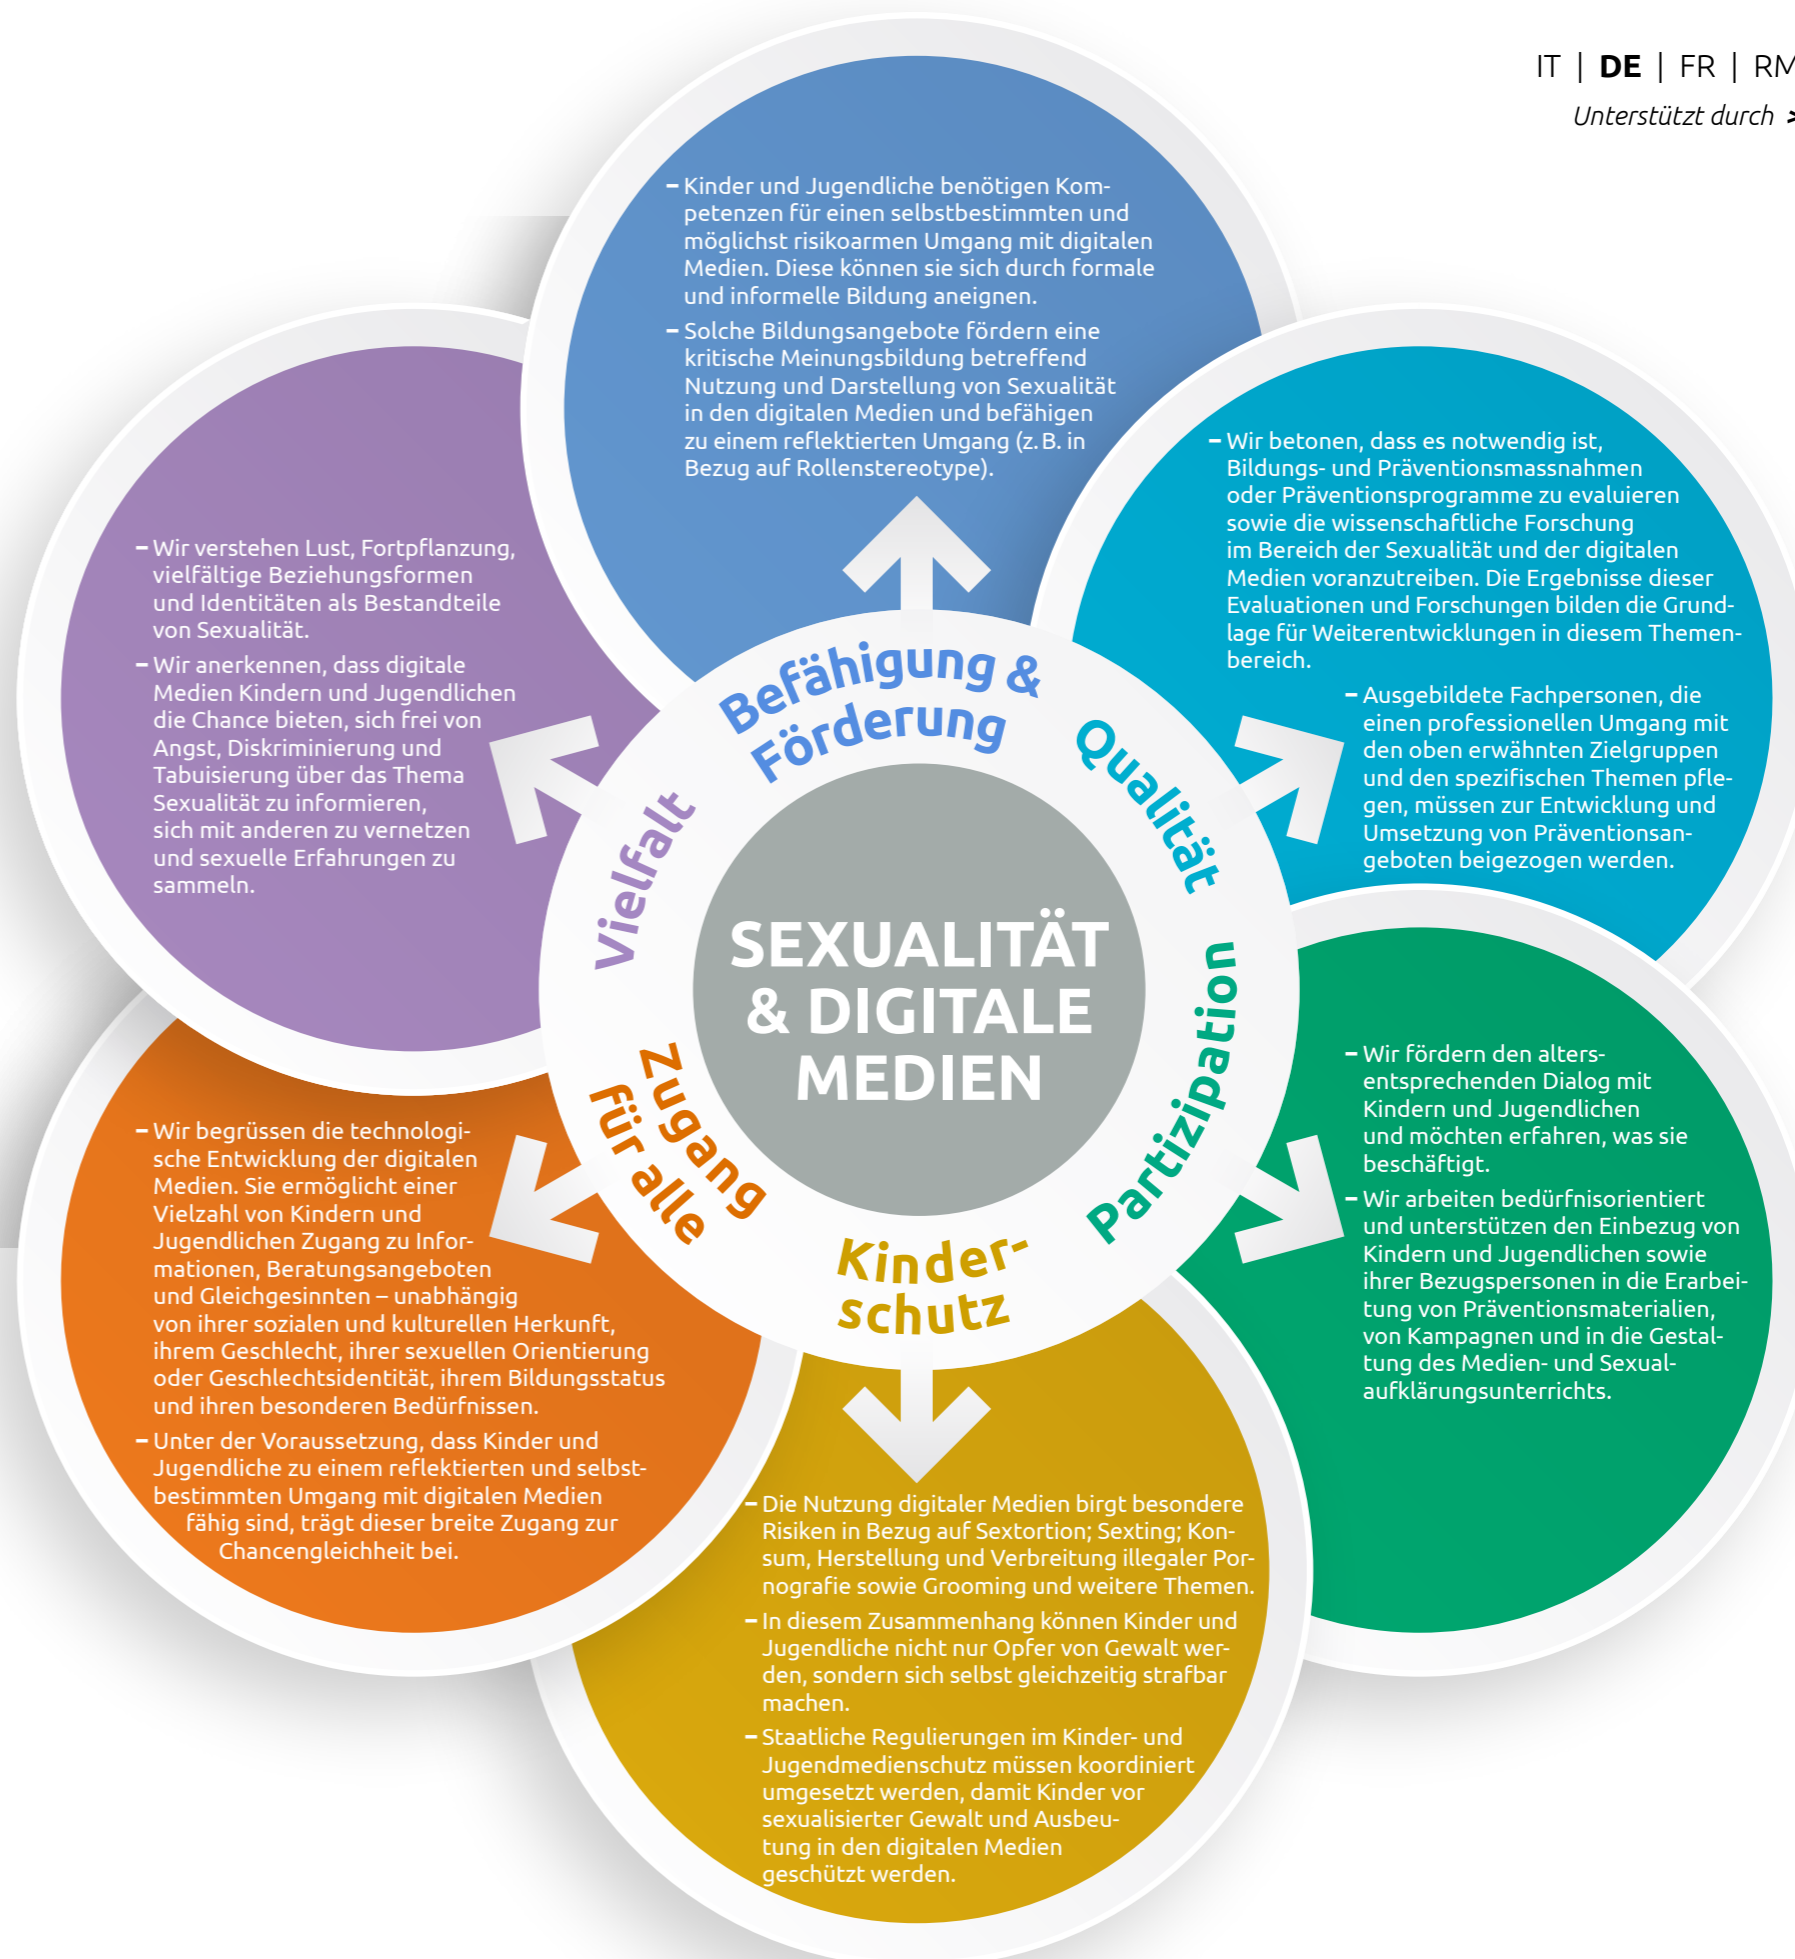 IT | DE | FR | RM
Unterstützt durch >
– Kinder und Jugendliche benötigen Kom-
petenzen für einen selbstbestimmten und
möglichst risikoarmen Umgang mit digitalen
Medien. Diese können sie sich durch formale
und informelle Bildung aneignen.
– Solche Bildungsangebote fördern eine
kritische Meinungsbildung betreffend
Nutzung und Darstellung von Sexualität
in den digitalen Medien und befähigen
zu einem reflektierten Umgang (z. B. in
Bezug auf Rollenstereotype).
– Wir betonen, dass es notwendig ist,
Bildungs- und Präventionsmassnahmen
oder Präventionsprogramme zu evaluieren
sowie die wissenschaftliche Forschung
im Bereich der Sexualität und der digitalen
Medien voranzutreiben. Die Ergebnisse dieser
Evaluationen und Forschungen bilden die Grund-
lage für Weiterentwicklungen in diesem Themen-
bereich.
– Ausgebildete Fachpersonen, die
einen professionellen Umgang mit
den oben erwähnten Zielgruppen
und den spezifischen Themen pfle-
gen, müssen zur Entwicklung und
Umsetzung von Präventionsan-
geboten beigezogen werden.
– Wir verstehen Lust, Fortpflanzung,
vielfältige Beziehungsformen
und Identitäten als Bestandteile
von Sexualität.
– Wir anerkennen, dass digitale
Medien Kindern und Jugendlichen
die Chance bieten, sich frei von
Angst, Diskriminierung und
Tabuisierung über das Thema
Sexualität zu informieren,
sich mit anderen zu vernetzen
und sexuelle Erfahrungen zu
sammeln.
Befähigung &
Förderung
Qualität
Vielfalt
SEXUALITÄT
& DIGITALE
MEDIEN
Partizipation
Zugang
für alle
Kinder-
schutz
– Wir fördern den alters-
entsprechenden Dialog mit
Kindern und Jugendlichen
und möchten erfahren, was sie
beschäftigt.
– Wir arbeiten bedürfnisorientiert
und unterstützen den Einbezug von
Kindern und Jugendlichen sowie
ihrer Bezugspersonen in die Erarbei-
tung von Präventionsmaterialien,
von Kampagnen und in die Gestal-
tung des Medien- und Sexual-
aufklärungsunterrichts.
– Wir begrüssen die technologi-
sche Entwicklung der digitalen
Medien. Sie ermöglicht einer
Vielzahl von Kindern und
Jugendlichen Zugang zu Infor-
mationen, Beratungsangeboten
und Gleichgesinnten – unabhängig
von ihrer sozialen und kulturellen Herkunft,
ihrem Geschlecht, ihrer sexuellen Orientierung
oder Geschlechtsidentität, ihrem Bildungsstatus
und ihren besonderen Bedürfnissen.
– Unter der Voraussetzung, dass Kinder und
Jugendliche zu einem reflektierten und selbst-
bestimmten Umgang mit digitalen Medien
fähig sind, trägt dieser breite Zugang zur
Chancengleichheit bei.
– Die Nutzung digitaler Medien birgt besondere
Risiken in Bezug auf Sextortion; Sexting; Kon-
sum, Herstellung und Verbreitung illegaler Por-
nografie sowie Grooming und weitere Themen.
– In diesem Zusammenhang können Kinder und
Jugendliche nicht nur Opfer von Gewalt wer-
den, sondern sich selbst gleichzeitig strafbar
machen.
– Staatliche Regulierungen im Kinder- und
Jugendmedienschutz müssen koordiniert
umgesetzt werden, damit Kinder vor
sexualisierter Gewalt und Ausbeu-
tung in den digitalen Medien
geschützt werden.